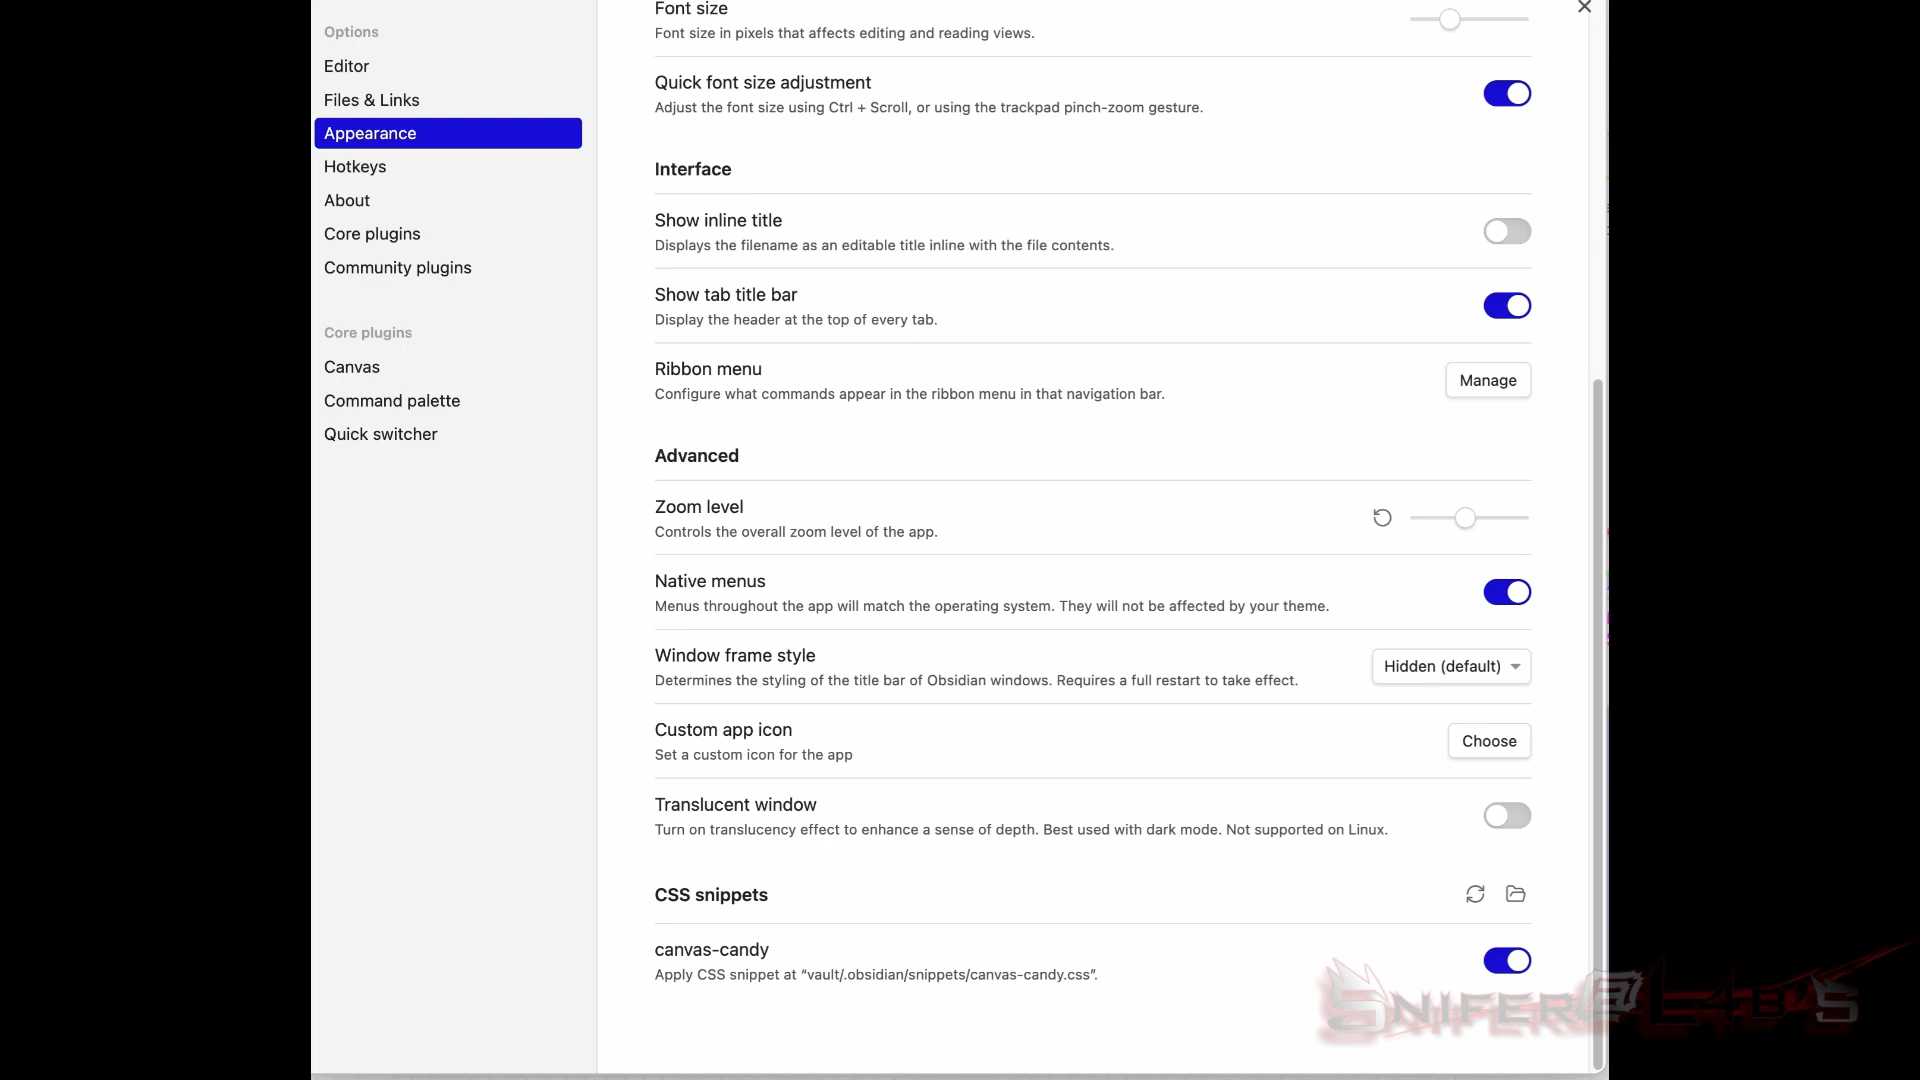 Options
Editor
Files & Links
Appearance
Hotkeys
About
Core plugins
Community plugins
Core plugins
Canvas
Command palette
Quick switcher
Font size
Font size in pixels that affects editing and reading views.
Quick font size adjustment
Adjust the font size using Ctrl + Scroll, or using the trackpad pinch-zoom gesture.
Interface
Show inline title
Displays the filename as an editable title inline with the file contents.
Show tab title bar
Display the header at the top of every tab.
Ribbon menu
Configure what commands appear in the ribbon menu in that navigation bar.
Manage
Advanced
Zoom level
Controls the overall zoom level of the app.
Native menus
Menus throughout the app will match the operating system. They will not be affected by your theme.
Window frame style
Determines the styling of the title bar of Obsidian windows. Requires a full restart to take effect.
Hidden (default)
Custom app icon
Set a custom icon for the app
Choose
Translucent window
Turn on translucency effect to enhance a sense of depth. Best used with dark mode. Not supported on Linux.
CSS snippets
canvas-candy
Apply CSS snippet at “vault/.obsidian/snippets/canvas-candy.css”.
Snifer@L4b's